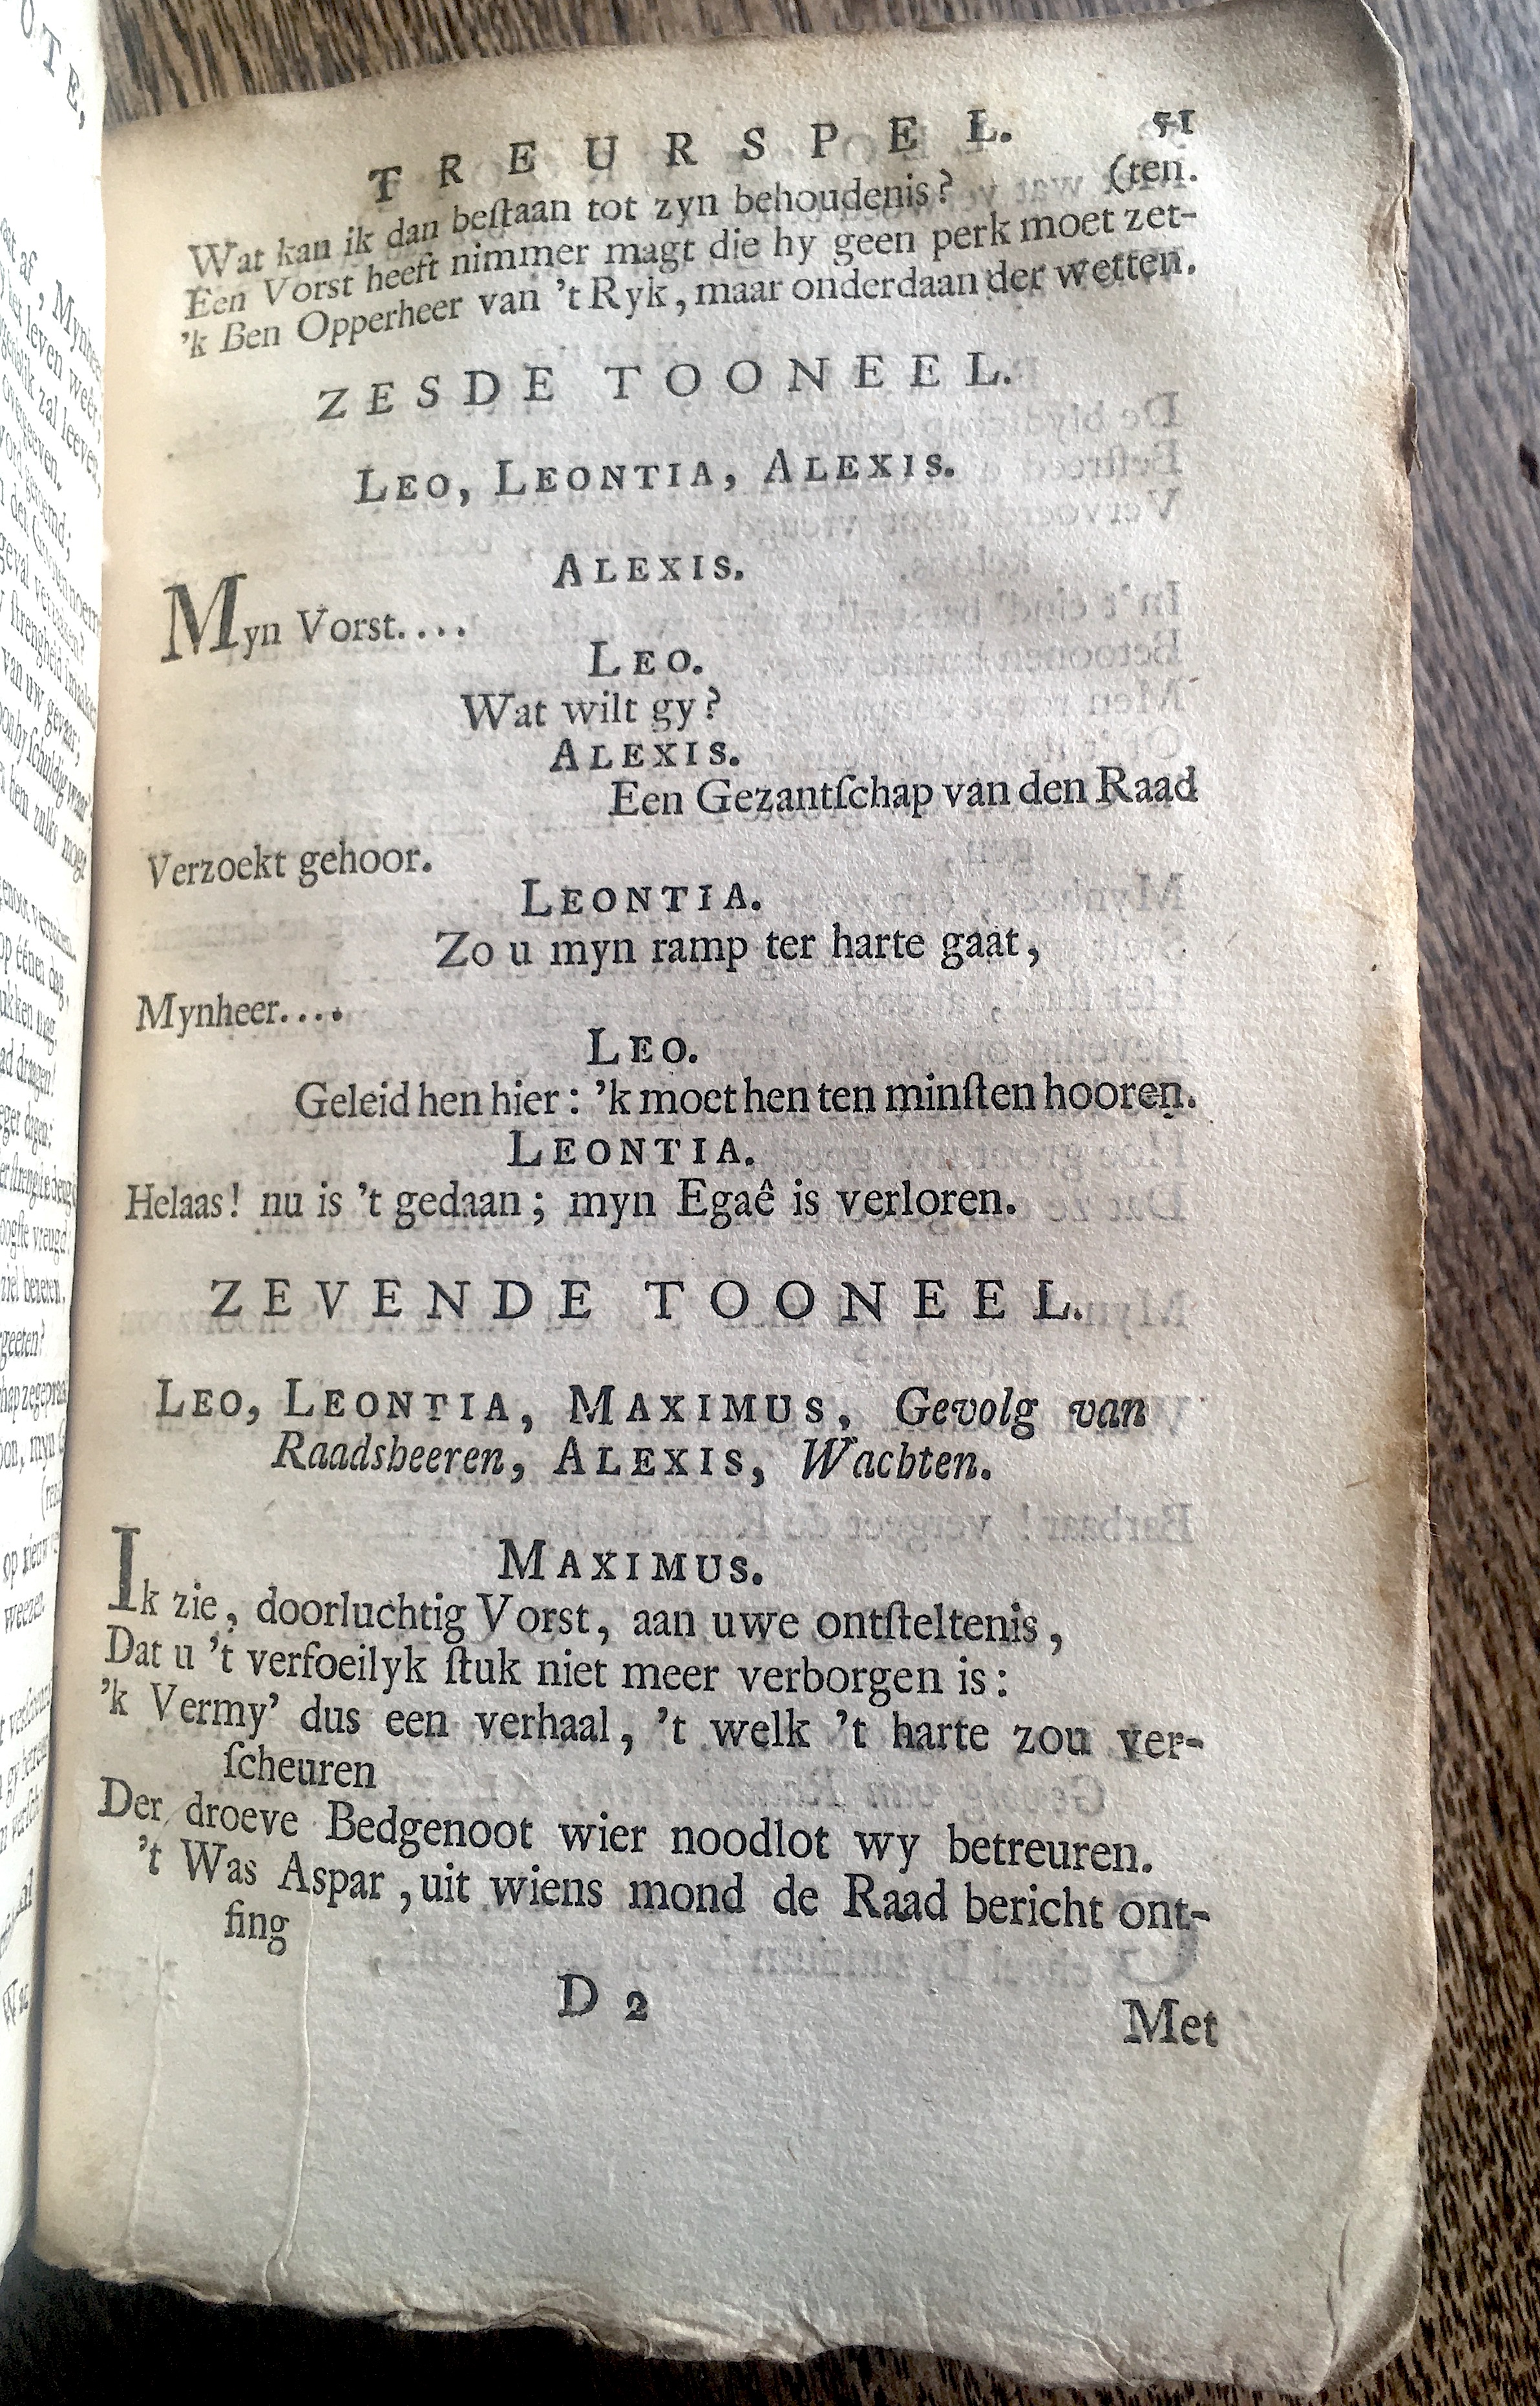 TREURSPEL. 51
Wat kan ik dan beſtaan tot zyn behoudenis? (ten.
Een Vorst heeft nimmer magt die hy geen perk moet zet-
'k Ben Opperheer van 't Ryk, maar onderdaan der wetten.
ZESDE TOONEEL.
LEO, LEONTIA, ALEXIS.
ALEXIS.
Myn Vorst....
LEO.
Wat wilt gy?
ALEXIS.
Een Gezantſchap van den Raad
Verzoekt gehoor.
LEONTIA.
Zo u myn ramp ter harte gaat,
Mynheer....
LEO.
Geleid hen hier: 'k moet hen ten minſten hooren.
LEONTIA.
Helaas! nu is 't gedaan; myn Egaê is verloren.
ZEVENDE TOONEEL.
LEO, LEONTIA, MAXIMUS, Gevolg van
Raadsheeren, ALEXIS, Wachten.
MAXIMUS.
Ik zie, doorluchtig Vorst, aan uwe ontſteltenis,
Dat u 't verfoeilyk ſtuk niet meer verborgen is:
'k Vermy' dus een verhaal, 't welk 't harte zou ver-
ſcheuren
Der droeve Bedgenoot wier noodlot wy betreuren.
't Was Aspar, uit wiens mond de Raad bericht ont-
fing
D 2
Met